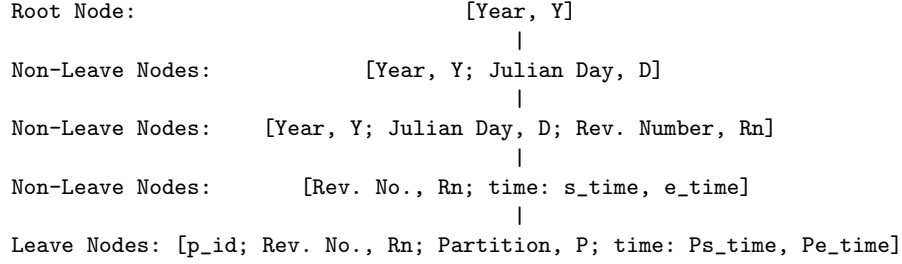 Root Node: [Year, Y]
|
Non-Leave Nodes: [Year, Y; Julian Day, D]
|
Non-Leave Nodes: [Year, Y; Julian Day, D; Rev. Number, Rn]
|
Non-Leave Nodes: [Rev. No., Rn; time: s_time, e_time]
|
Leave Nodes: [p_id; Rev. No., Rn; Partition, P; time: Ps_time, Pe_time]